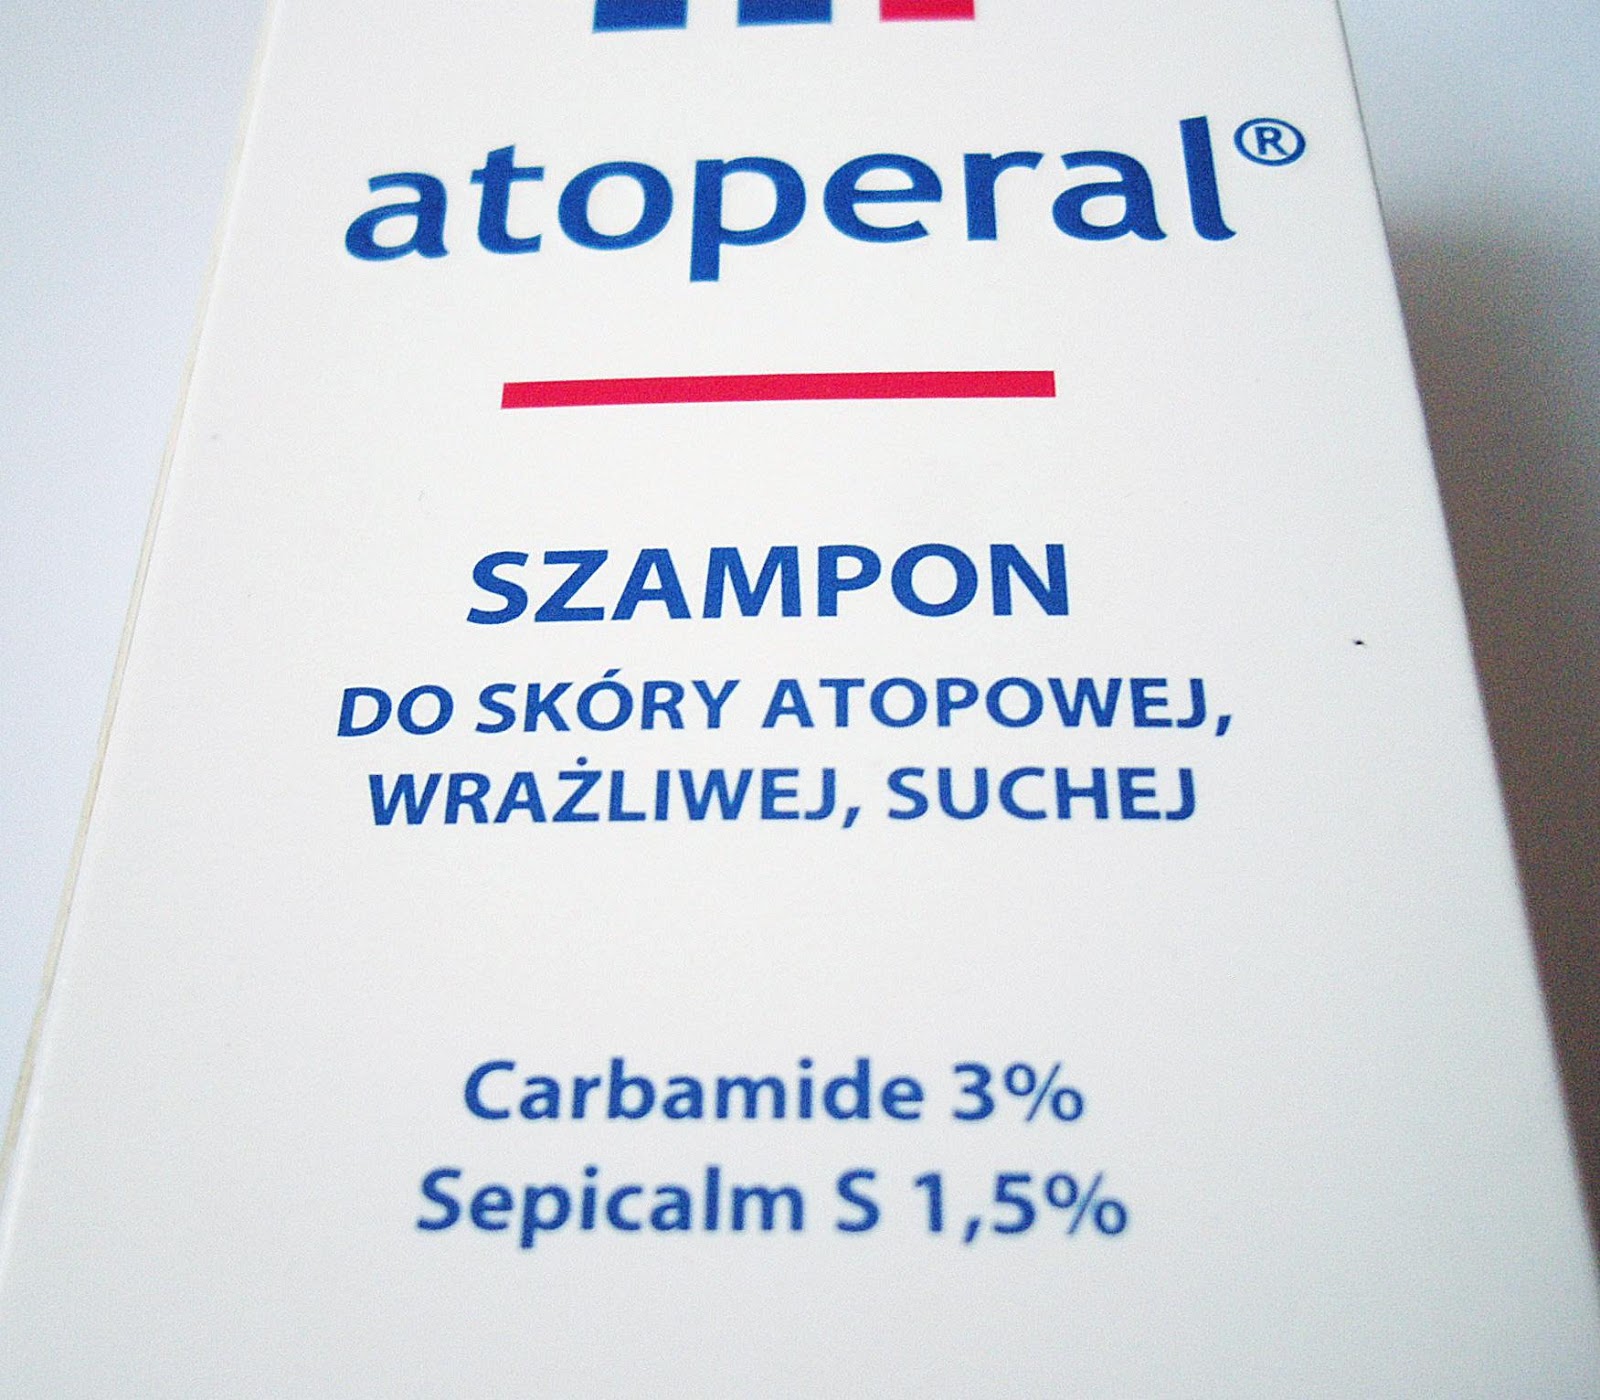 atoperal®
SZAMPON
DO SKÓRY ATOPOWEJ,
WRAŻLIWEJ, SUCHEJ
Carbamide 3%
Sepicalm S 1,5%